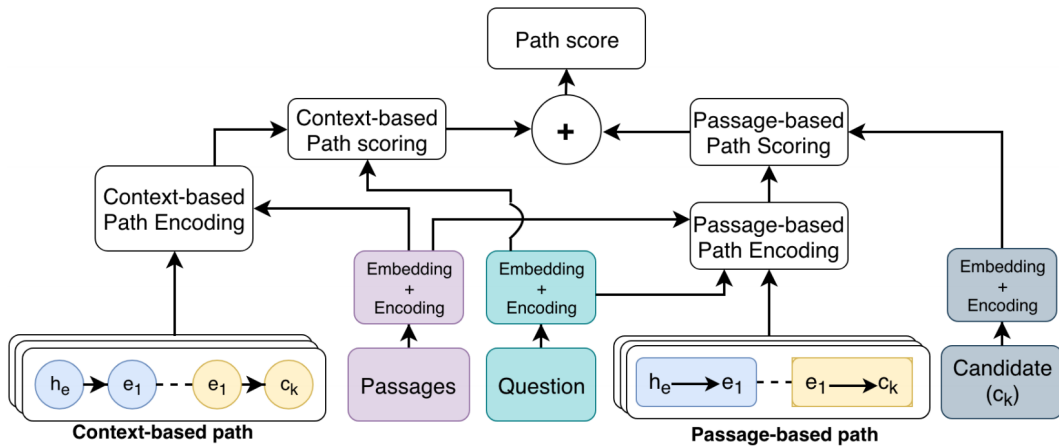 Path score
Context-based
Path scoring
+
Passage-based
Path Scoring
Context-based
Path Encoding
Passage-based
Path Encoding
Embedding
+
Encoding
Embedding
+
Encoding
Embedding
+
Encoding
hₑ e₁ e₁ cₖ
Passages
Question
hₑ e₁ e₁ cₖ
Candidate
(cₖ)
Context-based path
Passage-based path